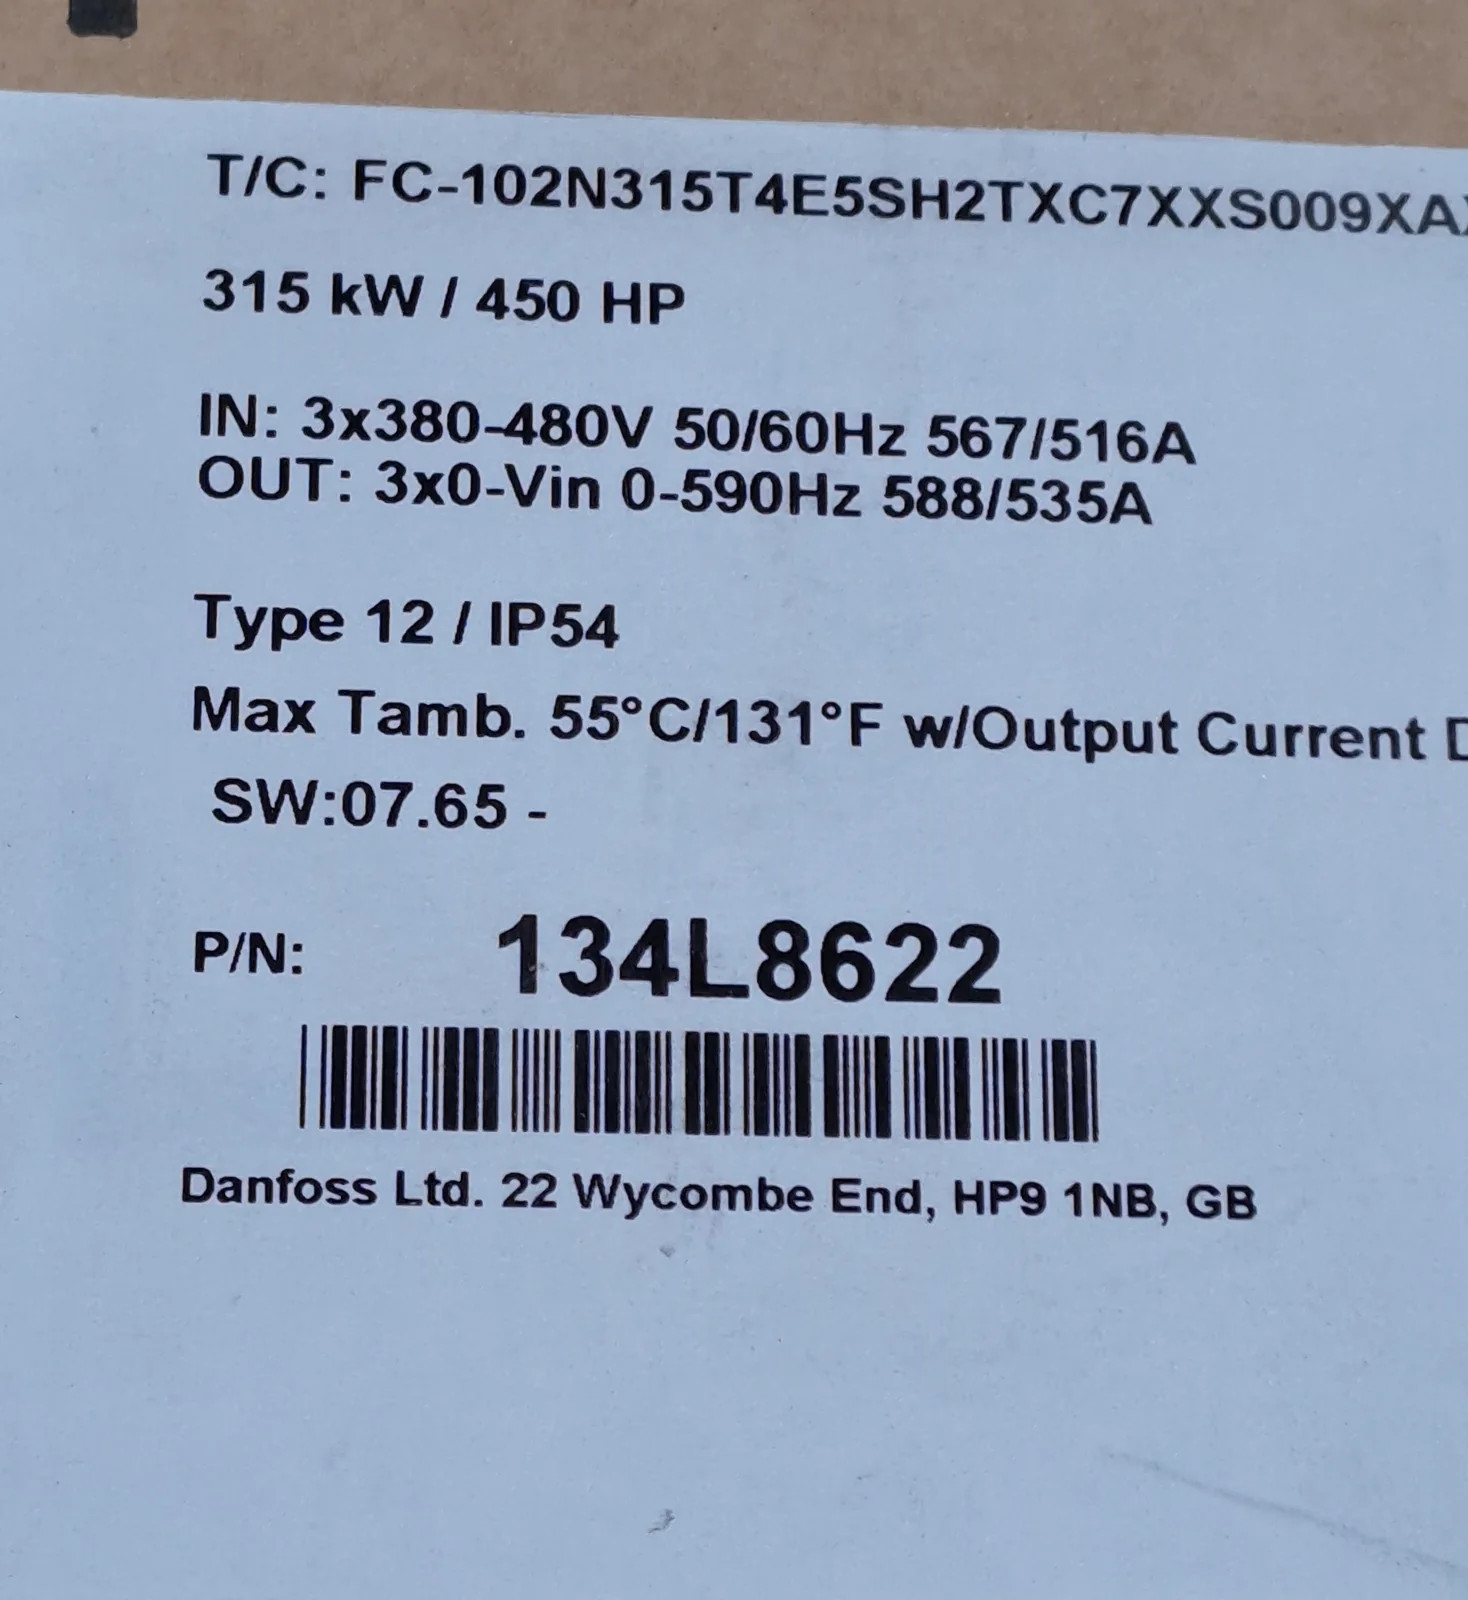 T/C: FC-102N315T4E5SH2TXC7XXS009XA
315 kW / 450 HP
IN: 3x380-480V 50/60Hz 567/516A
OUT: 3x0-Vin 0-590Hz 588/535A
Type 12 / IP54
Max Tamb. 55°C/131°F w/Output Current
SW:07.65 -
P/N: 134L8622
Danfoss Ltd. 22 Wycombe End, HP9 1NB, GB